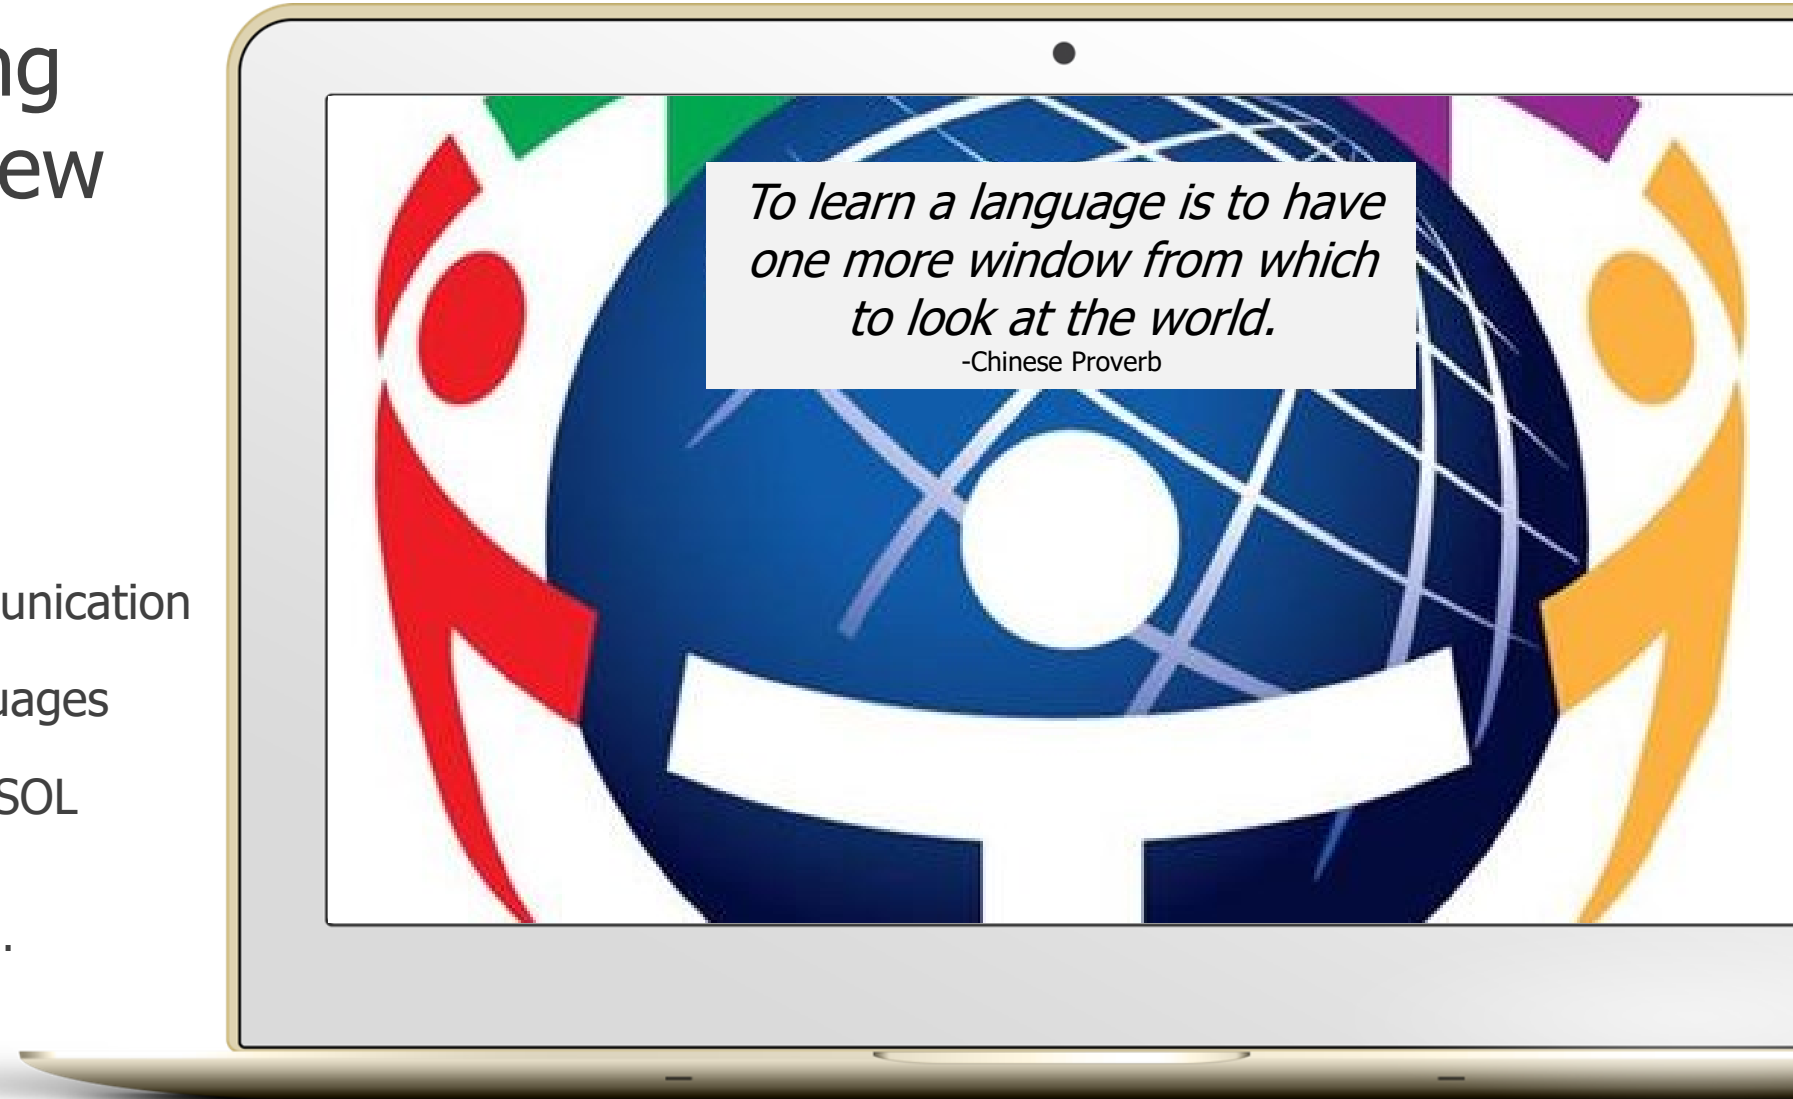 ng
ew
unication
uages
SOL
.
To learn a language is to have
one more window from which
to look at the world.
-Chinese Proverb